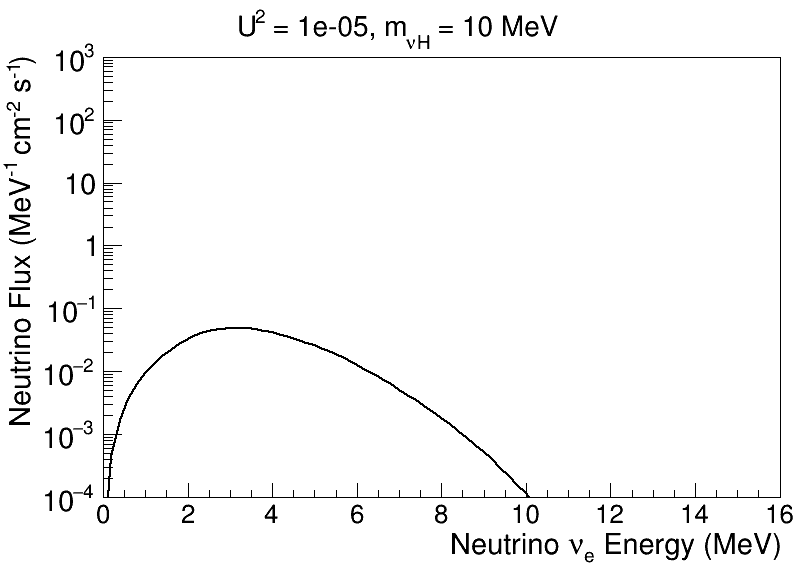 U² = 1e-05, m_νH = 10 MeV
Neutrino Flux (MeV⁻¹ cm⁻² s⁻¹)
10³
10²
10
1
10⁻¹
10⁻²
10⁻³
10⁻⁴
0 2 4 6 8 10 12 14 16
Neutrino ν_e Energy (MeV)